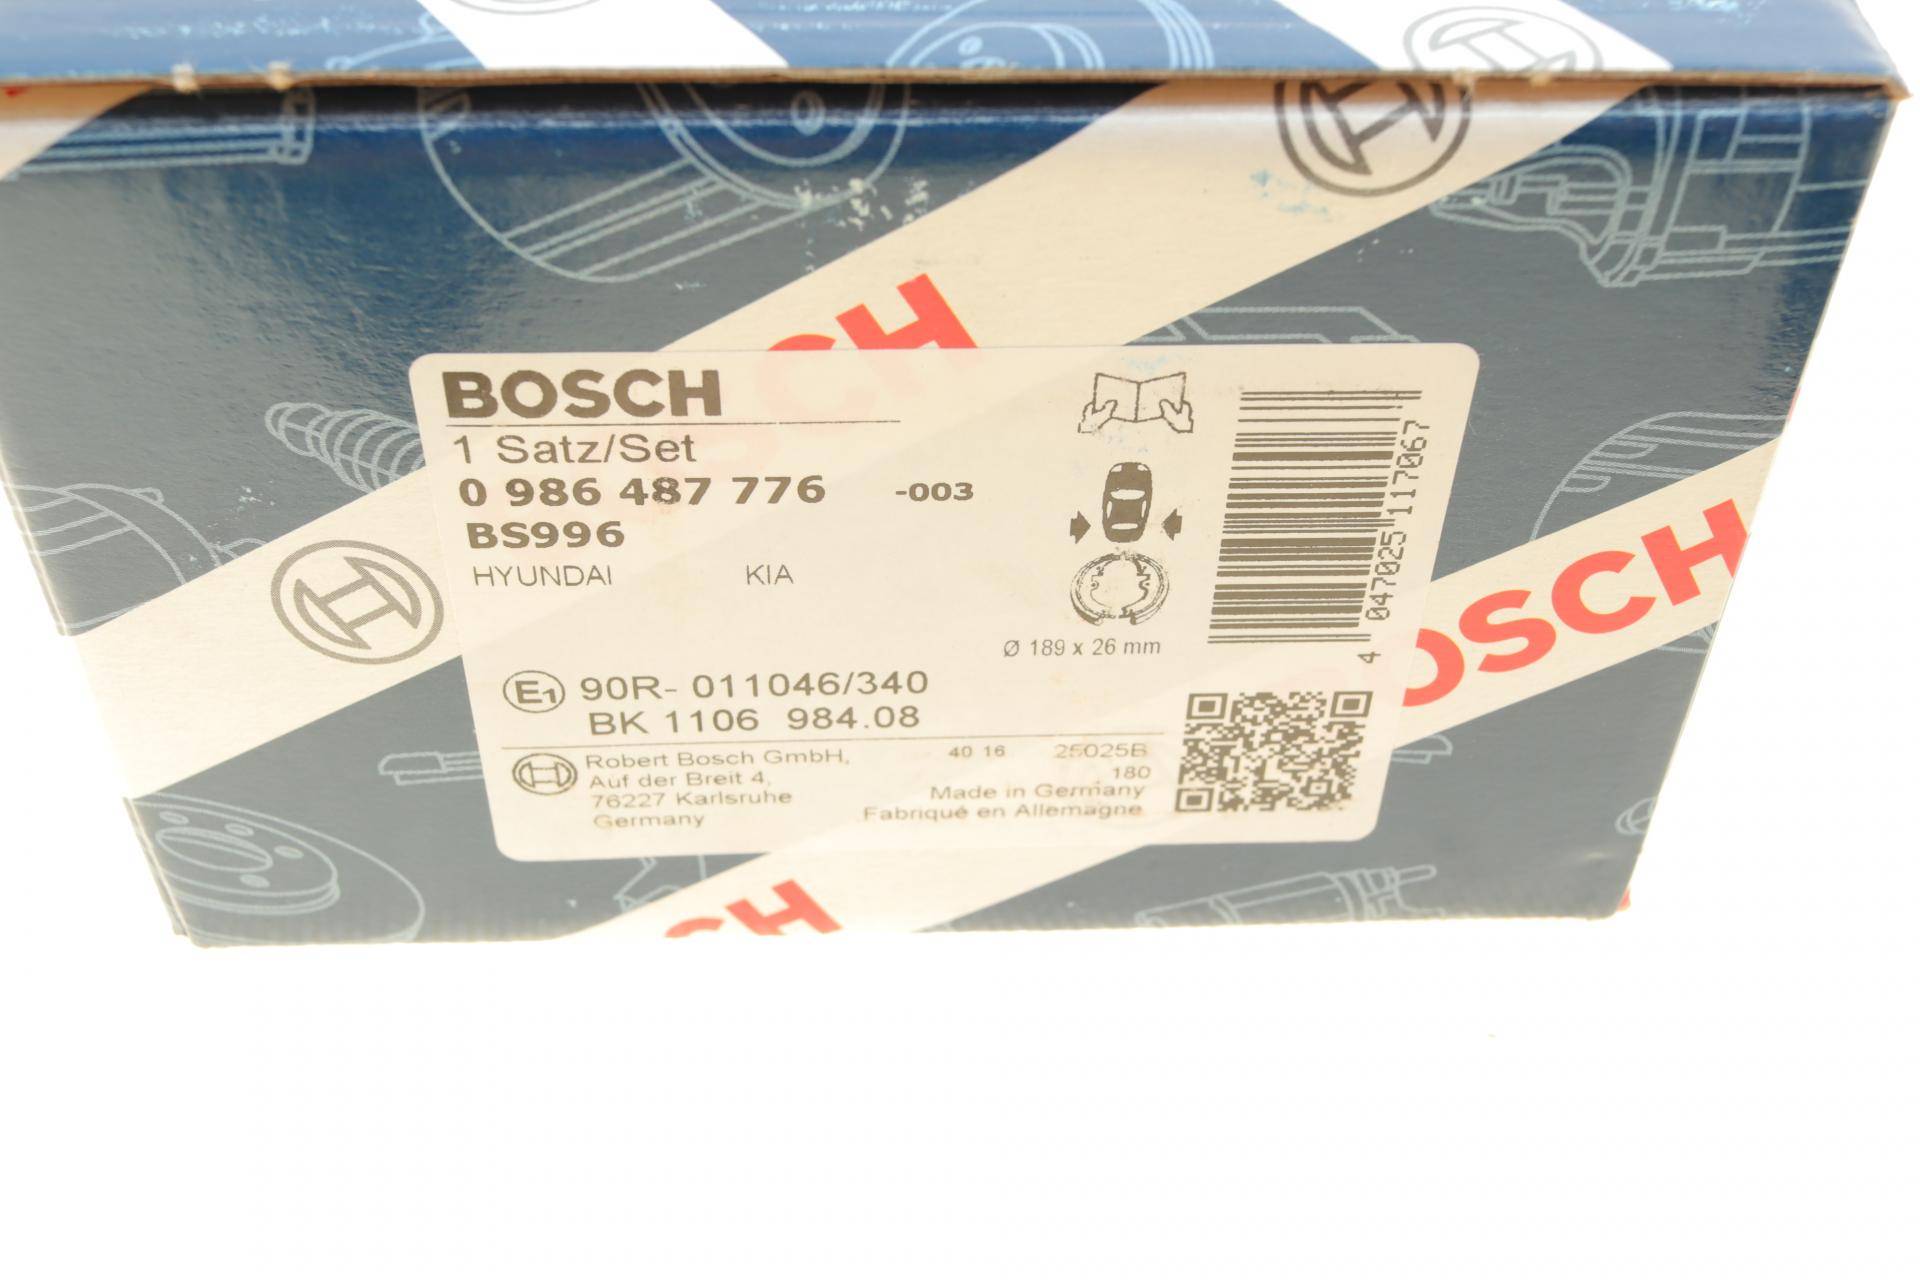 BOSCH
BOSCH
1 Satz/Set
0 986 487 776 -003
BS996
HYUNDAI KIA
Ø 189 x 26 mm
4 047025 117067
E1 90R- 011046/340
BK 1106 984.08
Robert Bosch GmbH,
Auf der Breit 4,
76227 Karlsruhe
Germany
40 16 25025B
180
Made in Germany
Fabriqué en Allemagne
BOSCH
CH